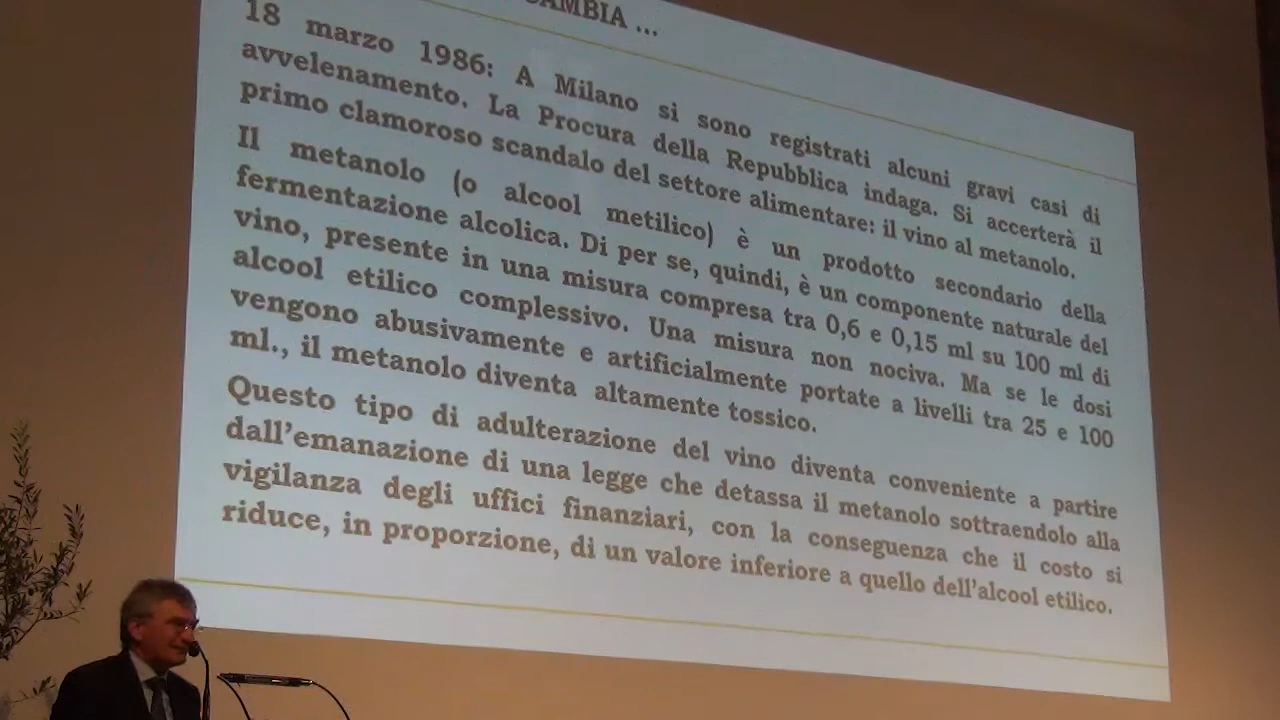 CAMBIA ...
18 marzo 1986: A Milano si sono registrati alcuni gravi casi di
avvelenamento. La Procura della Repubblica indaga. Si accerterà il
primo clamoroso scandalo del settore alimentare: il vino al metanolo.
Il metanolo (o alcool metilico) è un prodotto secondario della
fermentazione alcolica. Di per se, quindi, è un componente naturale del
vino, presente in una misura compresa tra 0,6 e 0,15 ml su 100 ml di
alcool etilico complessivo. Una misura non nociva. Ma se le dosi
vengono abusivamente e artificialmente portate a livelli tra 25 e 100
ml., il metanolo diventa altamente tossico.
Questo tipo di adulterazione del vino diventa conveniente a partire
dall'emanazione di una legge che detassa il metanolo sottraendolo alla
vigilanza degli uffici finanziari, con la conseguenza che il costo si
riduce, in proporzione, di un valore inferiore a quello dell'alcool etilico.